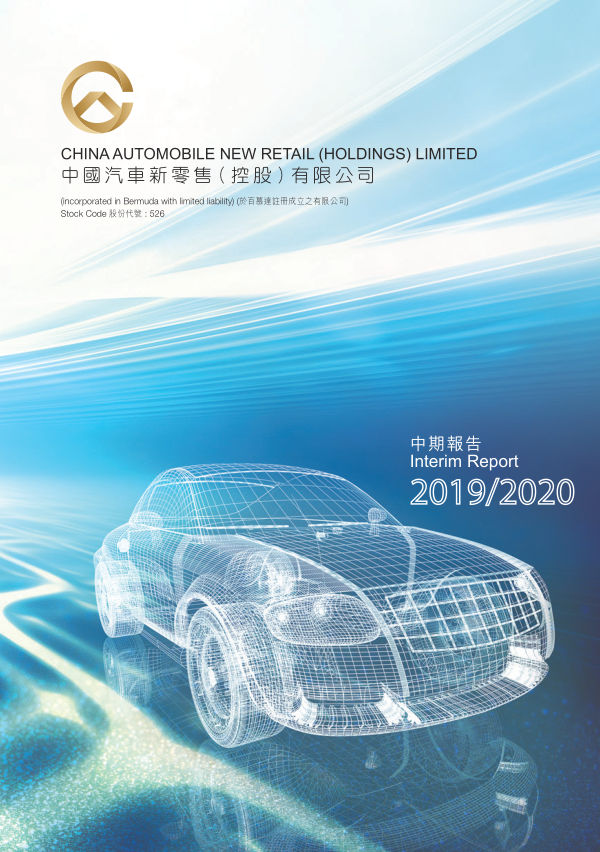 CHINA AUTOMOBILE NEW RETAIL (HOLDINGS) LIMITED
中國汽車新零售(控股)有限公司
(incorporated in Bermuda with limited liability) (於百慕達註冊成立之有限公司)
Stock Code 股份代號 : 526
中期報告
Interim Report
2019/2020